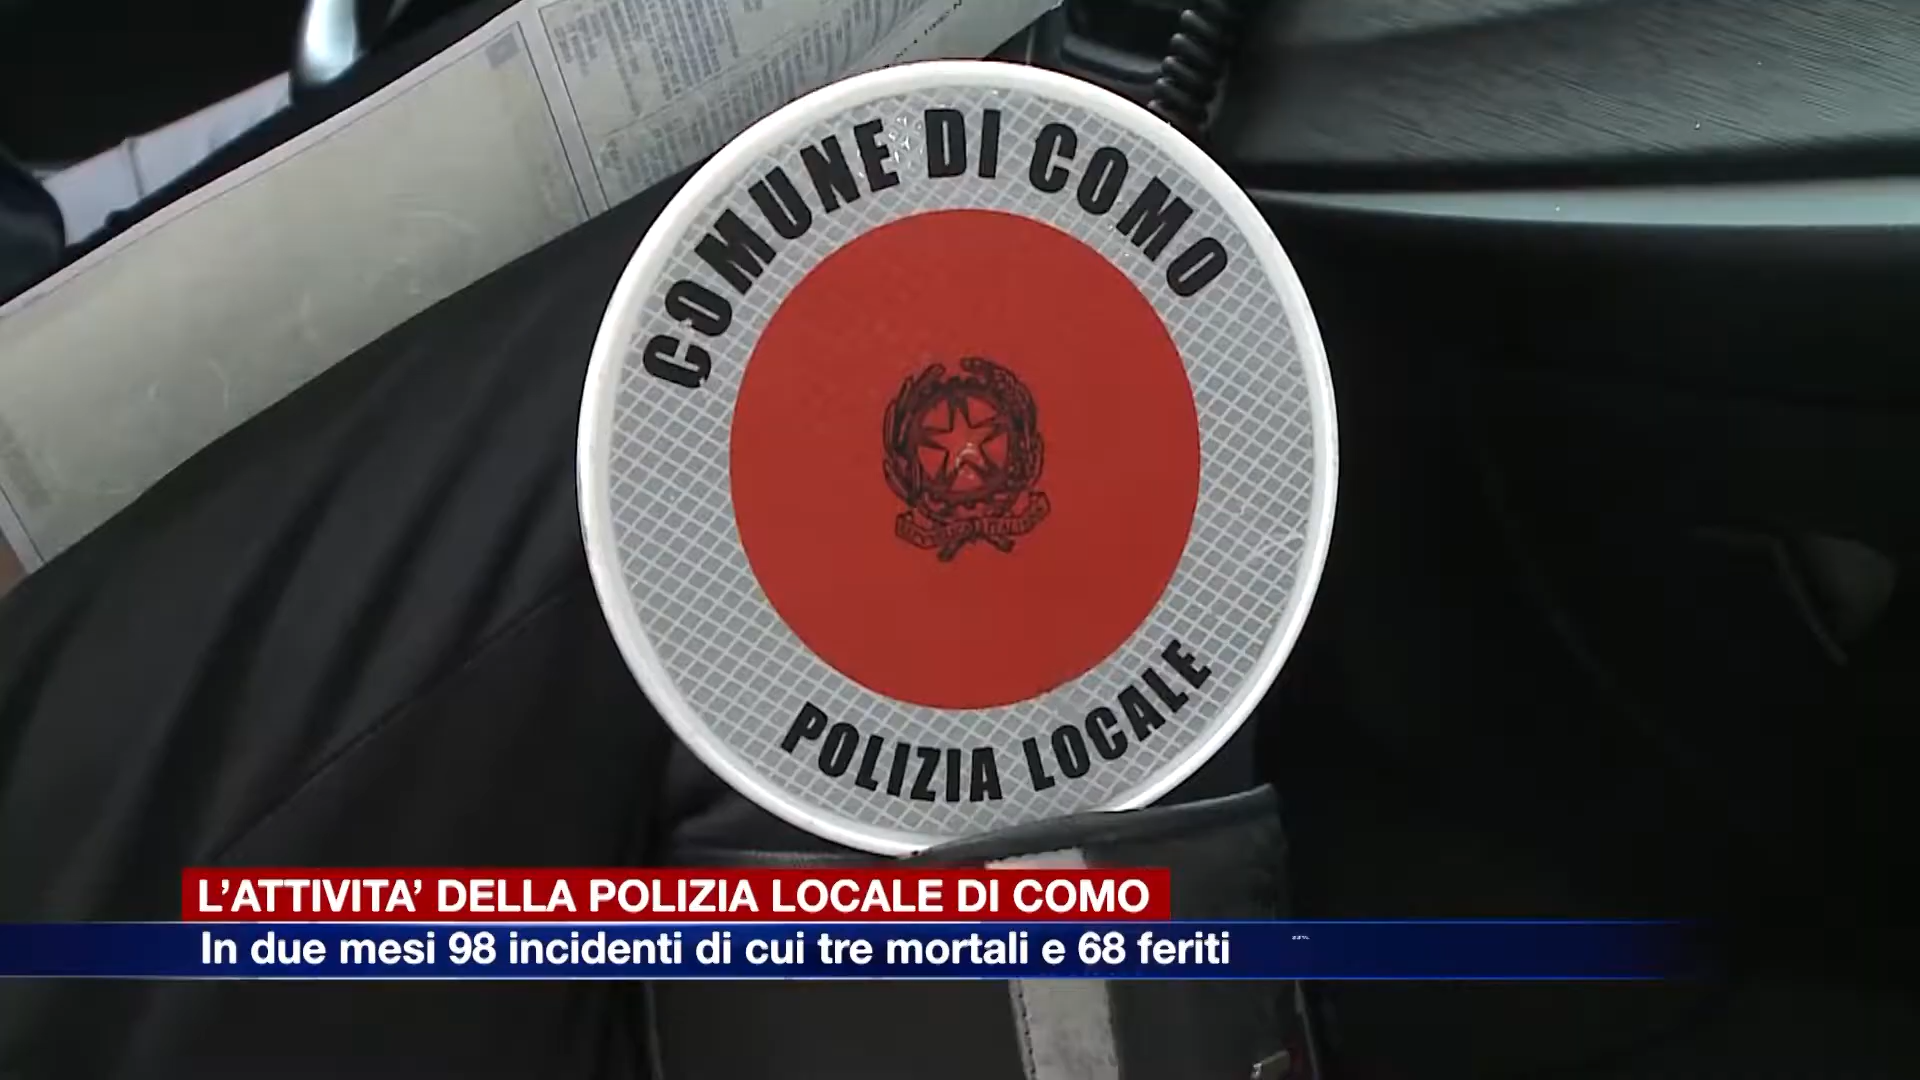 COMUNE DI COMO
POLIZIA LOCALE
L'ATTIVITA' DELLA POLIZIA LOCALE DI COMO
In due mesi 98 incidenti di cui tre mortali e 68 feriti